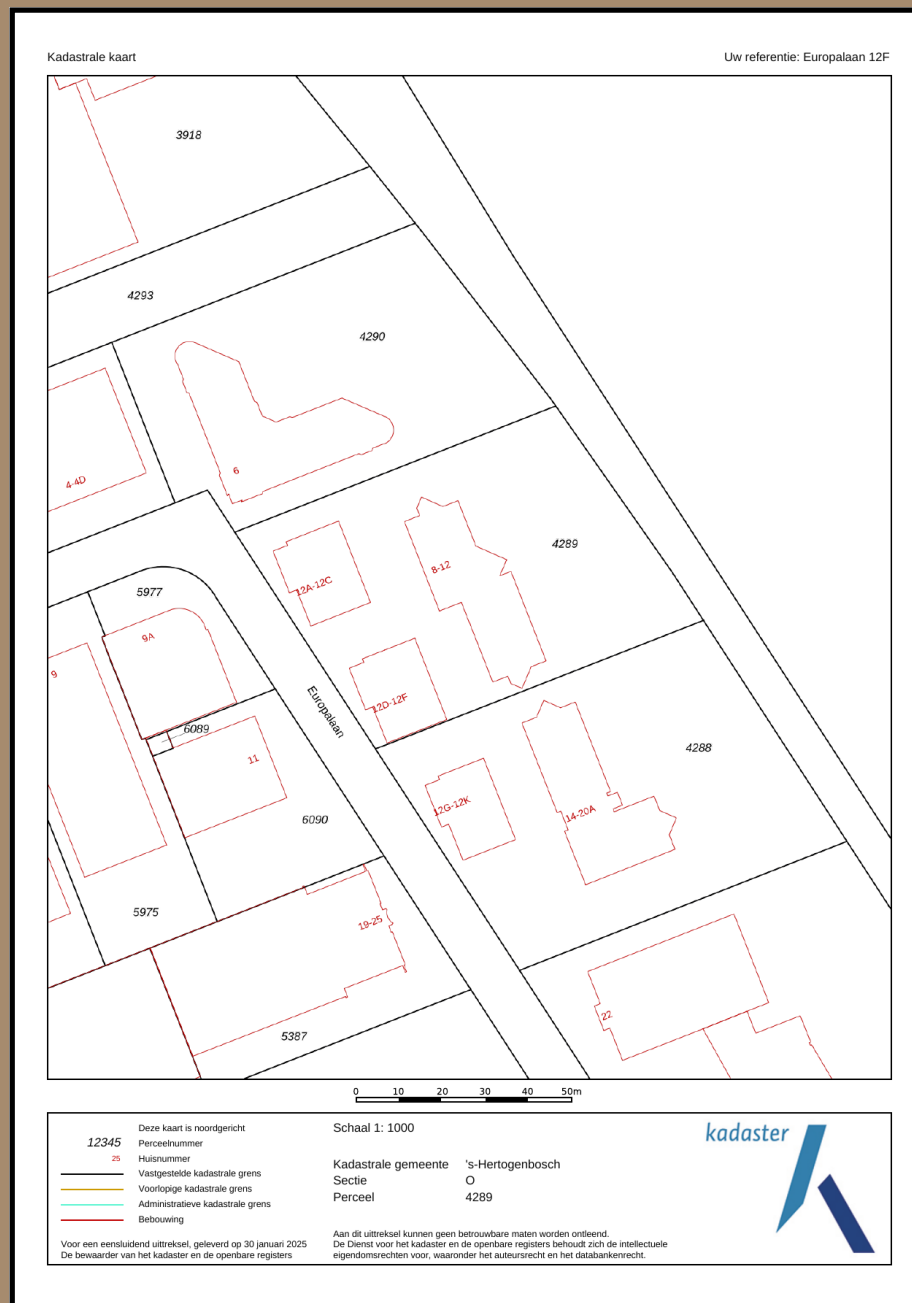 Kadastrale kaart
Uw referentie: Europalaan 12F
3918
4293
4290
4-4D
6
4289
8-12
12A-12C
5977
9A
9
12D-12F
Europalaan
6089
11
4288
12G-12K
14-20A
6090
5975
19-25
22
5387
0 10 20 30 40 50m
Deze kaart is noordgericht
12345 Perceelnummer
25 Huisnummer
Vastgestelde kadastrale grens
Voorlopige kadastrale grens
Administratieve kadastrale grens
Bebouwing
Voor een eensluidend uittreksel, geleverd op 30 januari 2025
De bewaarder van het kadaster en de openbare registers
Schaal 1: 1000
Kadastrale gemeente 's-Hertogenbosch
Sectie O
Perceel 4289
Aan dit uittreksel kunnen geen betrouwbare maten worden ontleend.
De Dienst voor het kadaster en de openbare registers behoudt zich de intellectuele
eigendomsrechten voor, waaronder het auteursrecht en het databankenrecht.
kadaster